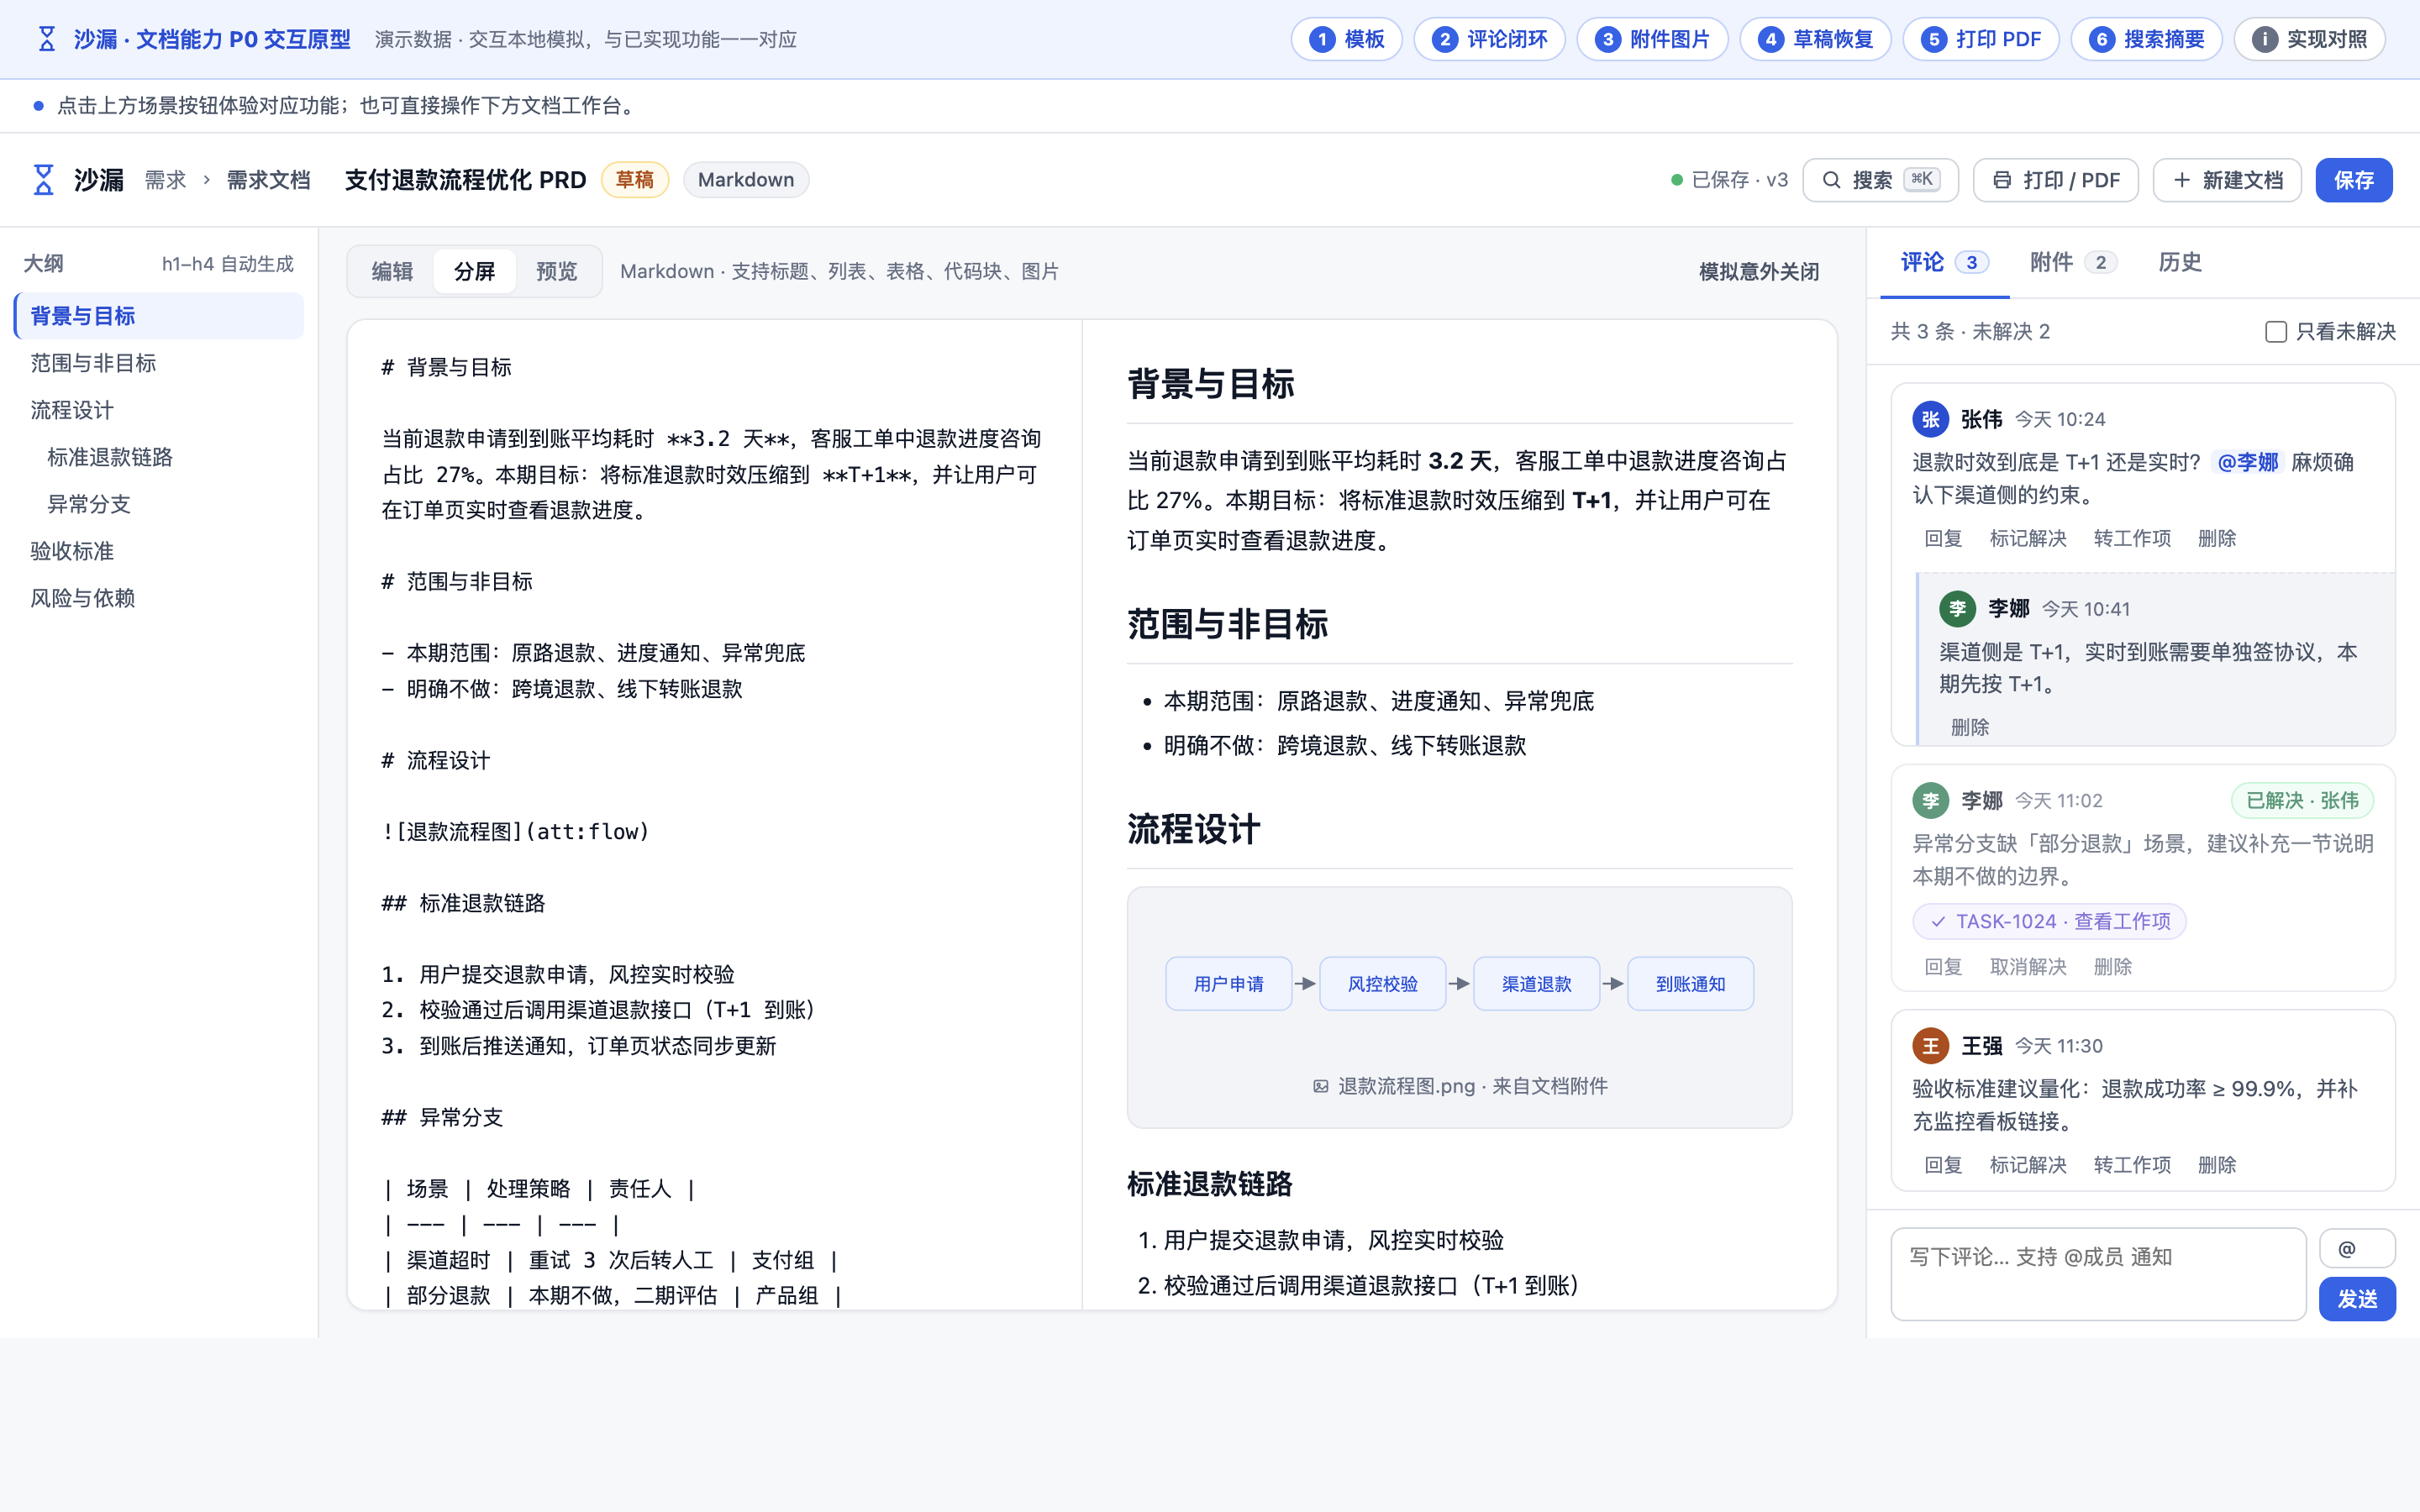 沙漏 · 文档能力 P0 交互原型 演示数据 · 交互本地模拟，与已实现功能一一对应 1 模板 2 评论闭环 3 附件图片 4 草稿恢复 5 打印 PDF 6 搜索摘要 i 实现对照
点击上方场景按钮体验对应功能；也可直接操作下方文档工作台。
沙漏 需求 › 需求文档 支付退款流程优化 PRD 草稿 Markdown 已保存 · v3 搜索 ⌘K 打印 / PDF + 新建文档 保存
大纲 h1–h4 自动生成
背景与目标
范围与非目标
流程设计
标准退款链路
异常分支
验收标准
风险与依赖
编辑 分屏 预览 Markdown · 支持标题、列表、表格、代码块、图片 模拟意外关闭
# 背景与目标
当前退款申请到到账平均耗时 **3.2 天**，客服工单中退款进度咨询
占比 27%。本期目标：将标准退款时效压缩到 **T+1**，并让用户可
在订单页实时查看退款进度。
# 范围与非目标
- 本期范围：原路退款、进度通知、异常兜底
- 明确不做：跨境退款、线下转账退款
# 流程设计
![退款流程图](att:flow)
## 标准退款链路
1. 用户提交退款申请，风控实时校验
2. 校验通过后调用渠道退款接口（T+1 到账）
3. 到账后推送通知，订单页状态同步更新
## 异常分支
| 场景 | 处理策略 | 责任人 |
| --- | --- | --- |
| 渠道超时 | 重试 3 次后转人工 | 支付组 |
| 部分退款 | 本期不做，二期评估 | 产品组 |
背景与目标
当前退款申请到到账平均耗时 3.2 天，客服工单中退款进度咨询占
比 27%。本期目标：将标准退款时效压缩到 T+1，并让用户可在
订单页实时查看退款进度。
范围与非目标
• 本期范围：原路退款、进度通知、异常兜底
• 明确不做：跨境退款、线下转账退款
流程设计
用户申请 风控校验 渠道退款 到账通知
退款流程图.png · 来自文档附件
标准退款链路
1. 用户提交退款申请，风控实时校验
2. 校验通过后调用渠道退款接口（T+1 到账）
评论 3 附件 2 历史
共 3 条 · 未解决 2 只看未解决
张 张伟 今天 10:24
退款时效到底是 T+1 还是实时？ @李娜 麻烦确
认下渠道侧的约束。
回复 标记解决 转工作项 删除
李 李娜 今天 10:41
渠道侧是 T+1，实时到账需要单独签协议，本
期先按 T+1。
删除
李 李娜 今天 11:02 已解决 · 张伟
异常分支缺「部分退款」场景，建议补充一节说明
本期不做的边界。
TASK-1024 · 查看工作项
回复 取消解决 删除
王 王强 今天 11:30
验收标准建议量化：退款成功率 ≥ 99.9%，并补
充监控看板链接。
回复 标记解决 转工作项 删除
写下评论... 支持 @成员 通知 @
发送